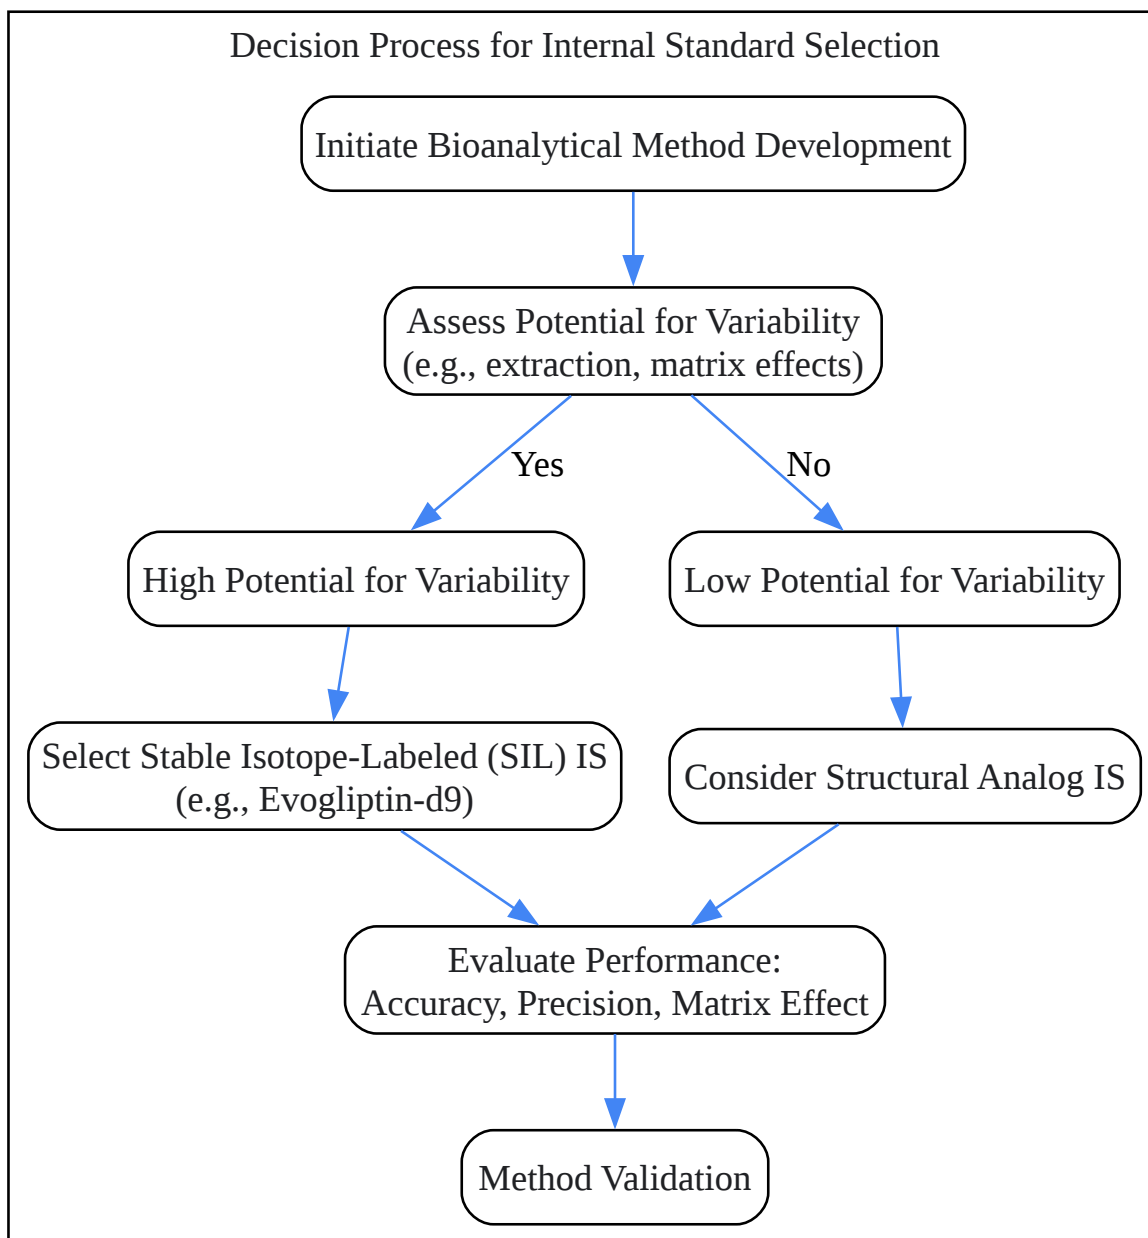 Decision Process for Internal Standard Selection
Initiate Bioanalytical Method Development
Assess Potential for Variability
(e.g., extraction, matrix effects)
Yes
No
High Potential for Variability
Low Potential for Variability
Select Stable Isotope-Labeled (SIL) IS
(e.g., Evogliptin-d9)
Consider Structural Analog IS
Evaluate Performance:
Accuracy, Precision, Matrix Effect
Method Validation